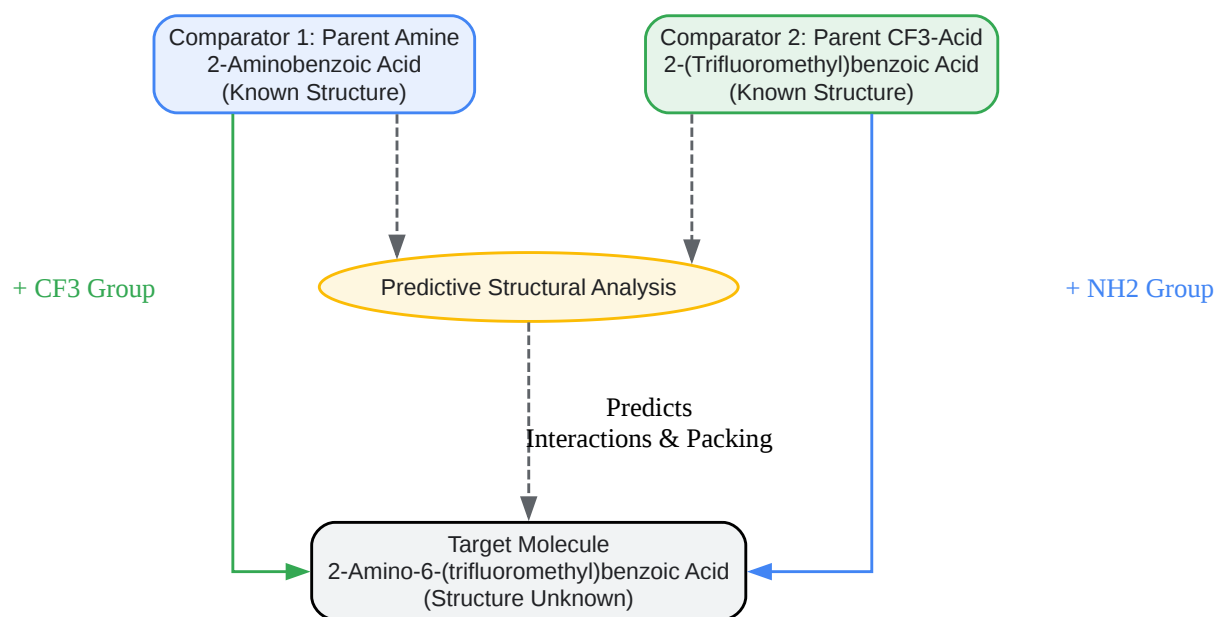 Comparator 1: Parent Amine
2-Aminobenzoic Acid
(Known Structure)
Comparator 2: Parent CF3-Acid
2-(Trifluoromethyl)benzoic Acid
(Known Structure)
+ CF3 Group
Predictive Structural Analysis
+ NH2 Group
Predicts
Interactions & Packing
Target Molecule
2-Amino-6-(trifluoromethyl)benzoic Acid
(Structure Unknown)